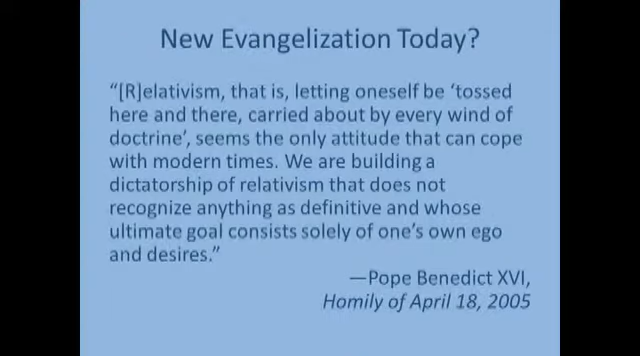 New Evangelization Today?
“[R]elativism, that is, letting oneself be ‘tossed
here and there, carried about by every wind of
doctrine’, seems the only attitude that can cope
with modern times. We are building a
dictatorship of relativism that does not
recognize anything as definitive and whose
ultimate goal consists solely of one’s own ego
and desires.”
—Pope Benedict XVI,
Homily of April 18, 2005